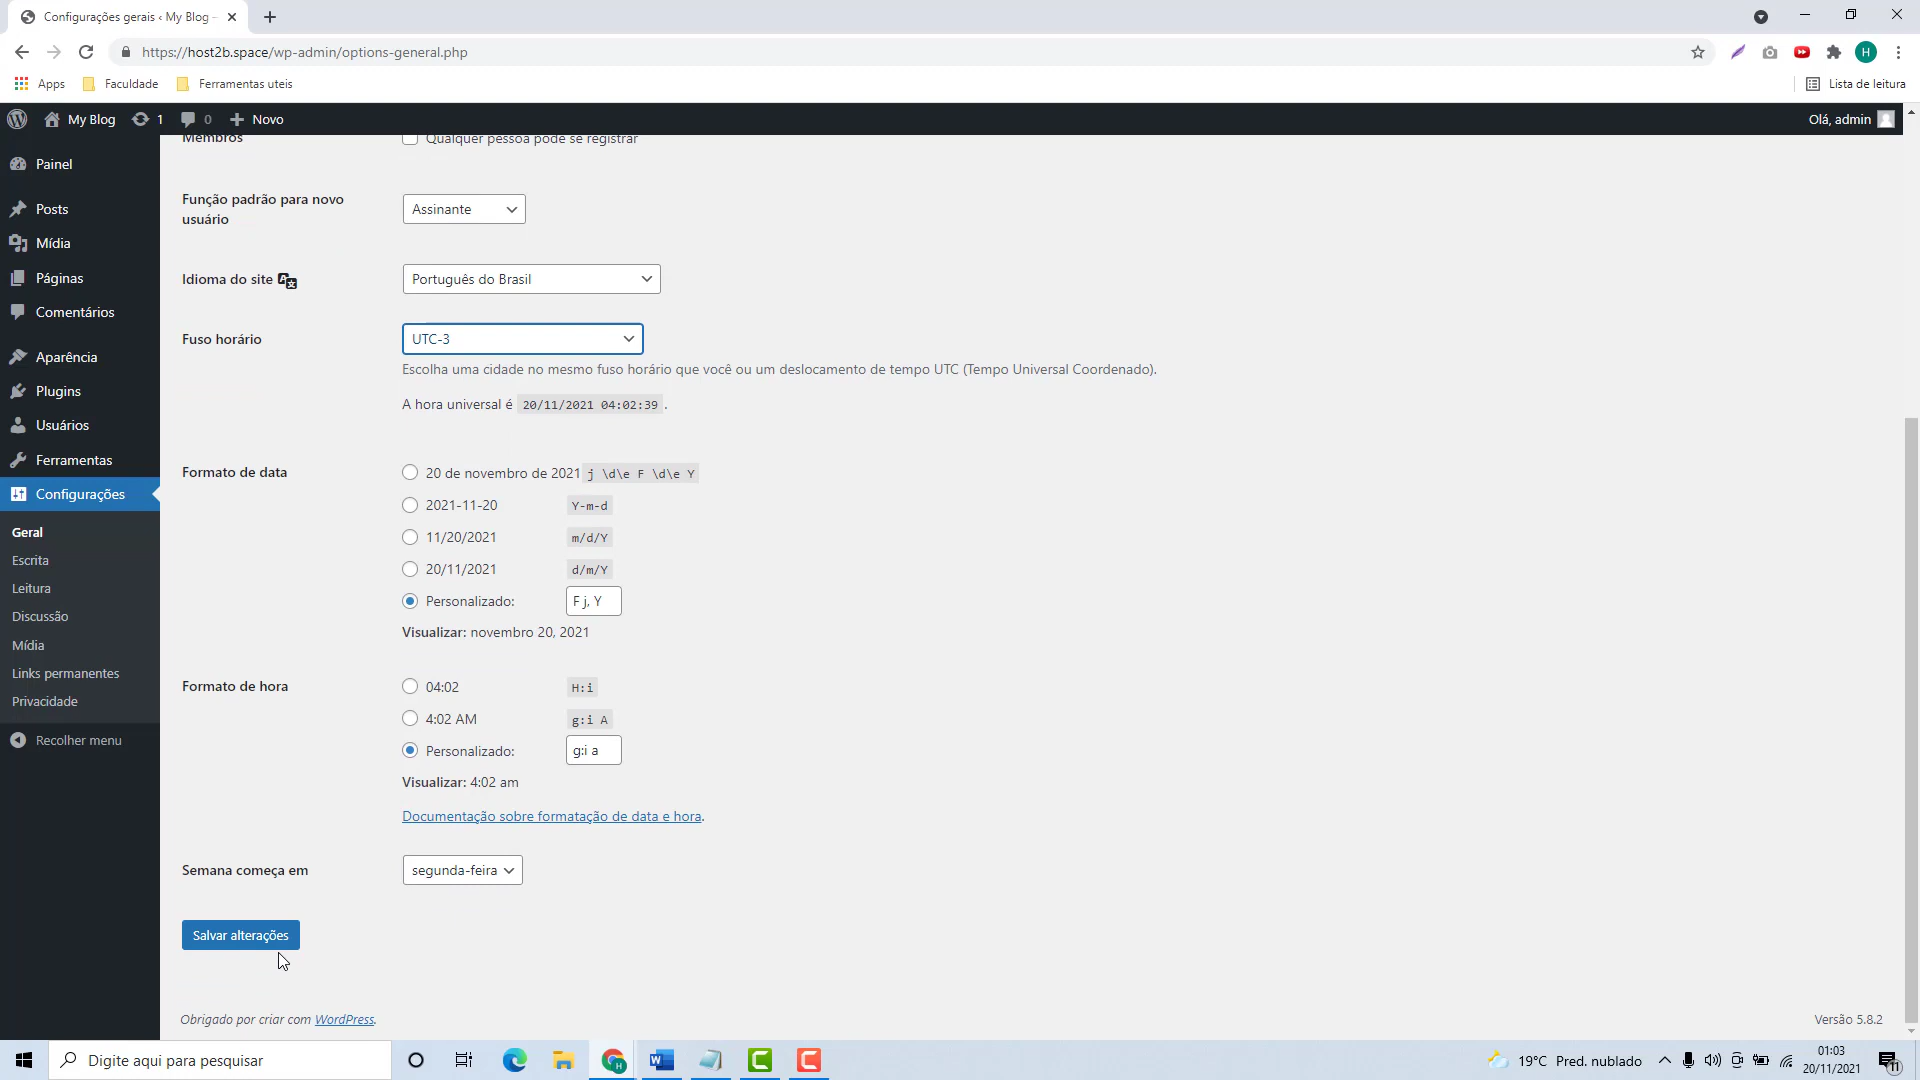 Configurações gerais ‹ My Blog
https://host2b.space/wp-admin/options-general.php
H
Apps
Faculdade
Ferramentas uteis
Lista de leitura
My Blog
1
0
Novo
Olá, admin
Painel
Posts
Mídia
Páginas
Comentários
Aparência
Plugins
Usuários
Ferramentas
Configurações
Geral
Escrita
Leitura
Discussão
Mídia
Links permanentes
Privacidade
Recolher menu
Membros
Qualquer pessoa pode se registrar
Função padrão para novo
usuário
Assinante
Idioma do site
Português do Brasil
Fuso horário
UTC-3
Escolha uma cidade no mesmo fuso horário que você ou um deslocamento de tempo UTC (Tempo Universal Coordenado).
A hora universal é 20/11/2021 04:02:39 .
Formato de data
20 de novembro de 2021 j \d\e F \d\e Y
2021-11-20 Y-m-d
11/20/2021 m/d/Y
20/11/2021 d/m/Y
Personalizado: F j, Y
Visualizar: novembro 20, 2021
Formato de hora
04:02 H:i
4:02 AM g:i A
Personalizado: g:i a
Visualizar: 4:02 am
Documentação sobre formatação de data e hora.
Semana começa em
segunda-feira
Salvar alterações
Obrigado por criar com WordPress.
Versão 5.8.2
Digite aqui para pesquisar
19°C Pred. nublado
01:03
20/11/2021
11